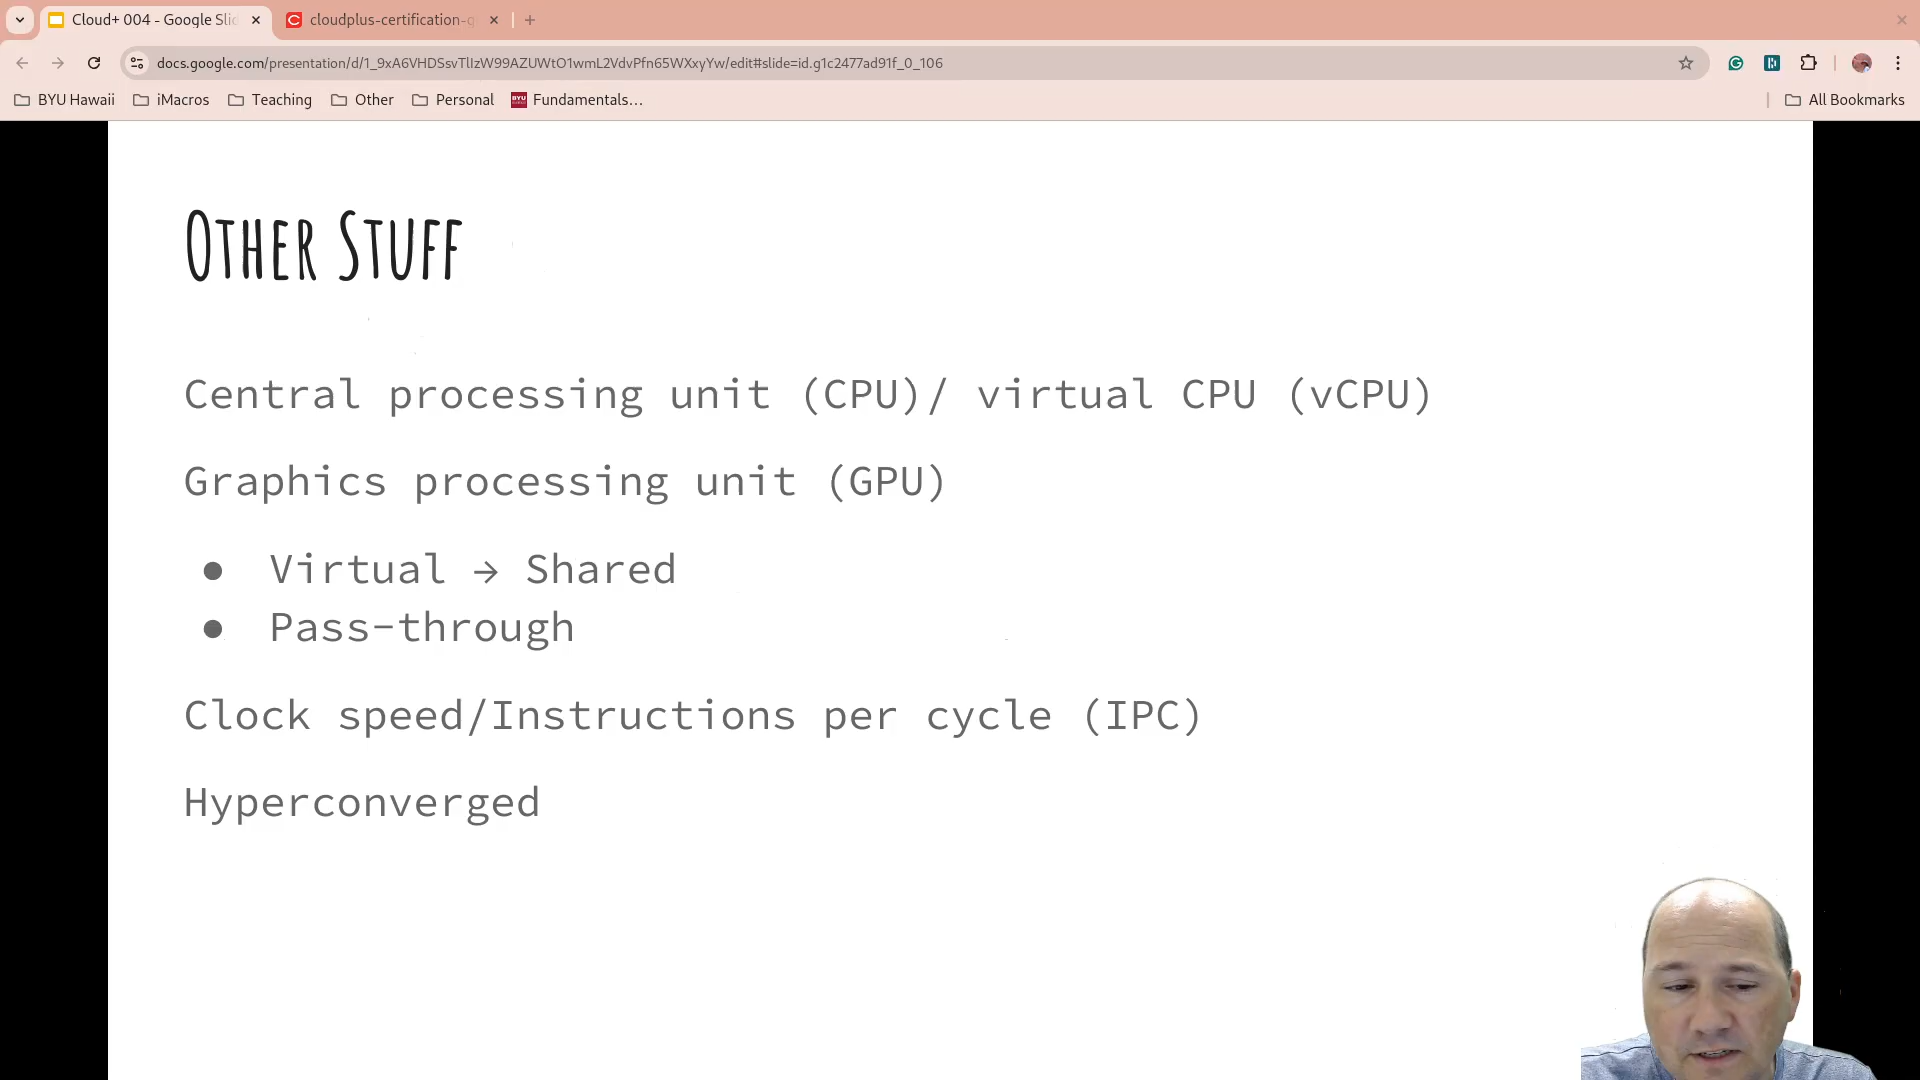 Cloud+ 004 - Google Slid
cloudplus-certification-q
docs.google.com/presentation/d/1_9xA6VHDSsvTllzW99AZUWtO1wmL2VdvPfn65WXxyYw/edit#slide=id.g1c2477ad91f_0_106
BYU Hawaii
iMacros
Teaching
Other
Personal
Fundamentals...
All Bookmarks
OTHER STUFF
Central processing unit (CPU)/ virtual CPU (vCPU)
Graphics processing unit (GPU)
● Virtual → Shared
● Pass-through
Clock speed/Instructions per cycle (IPC)
Hyperconverged